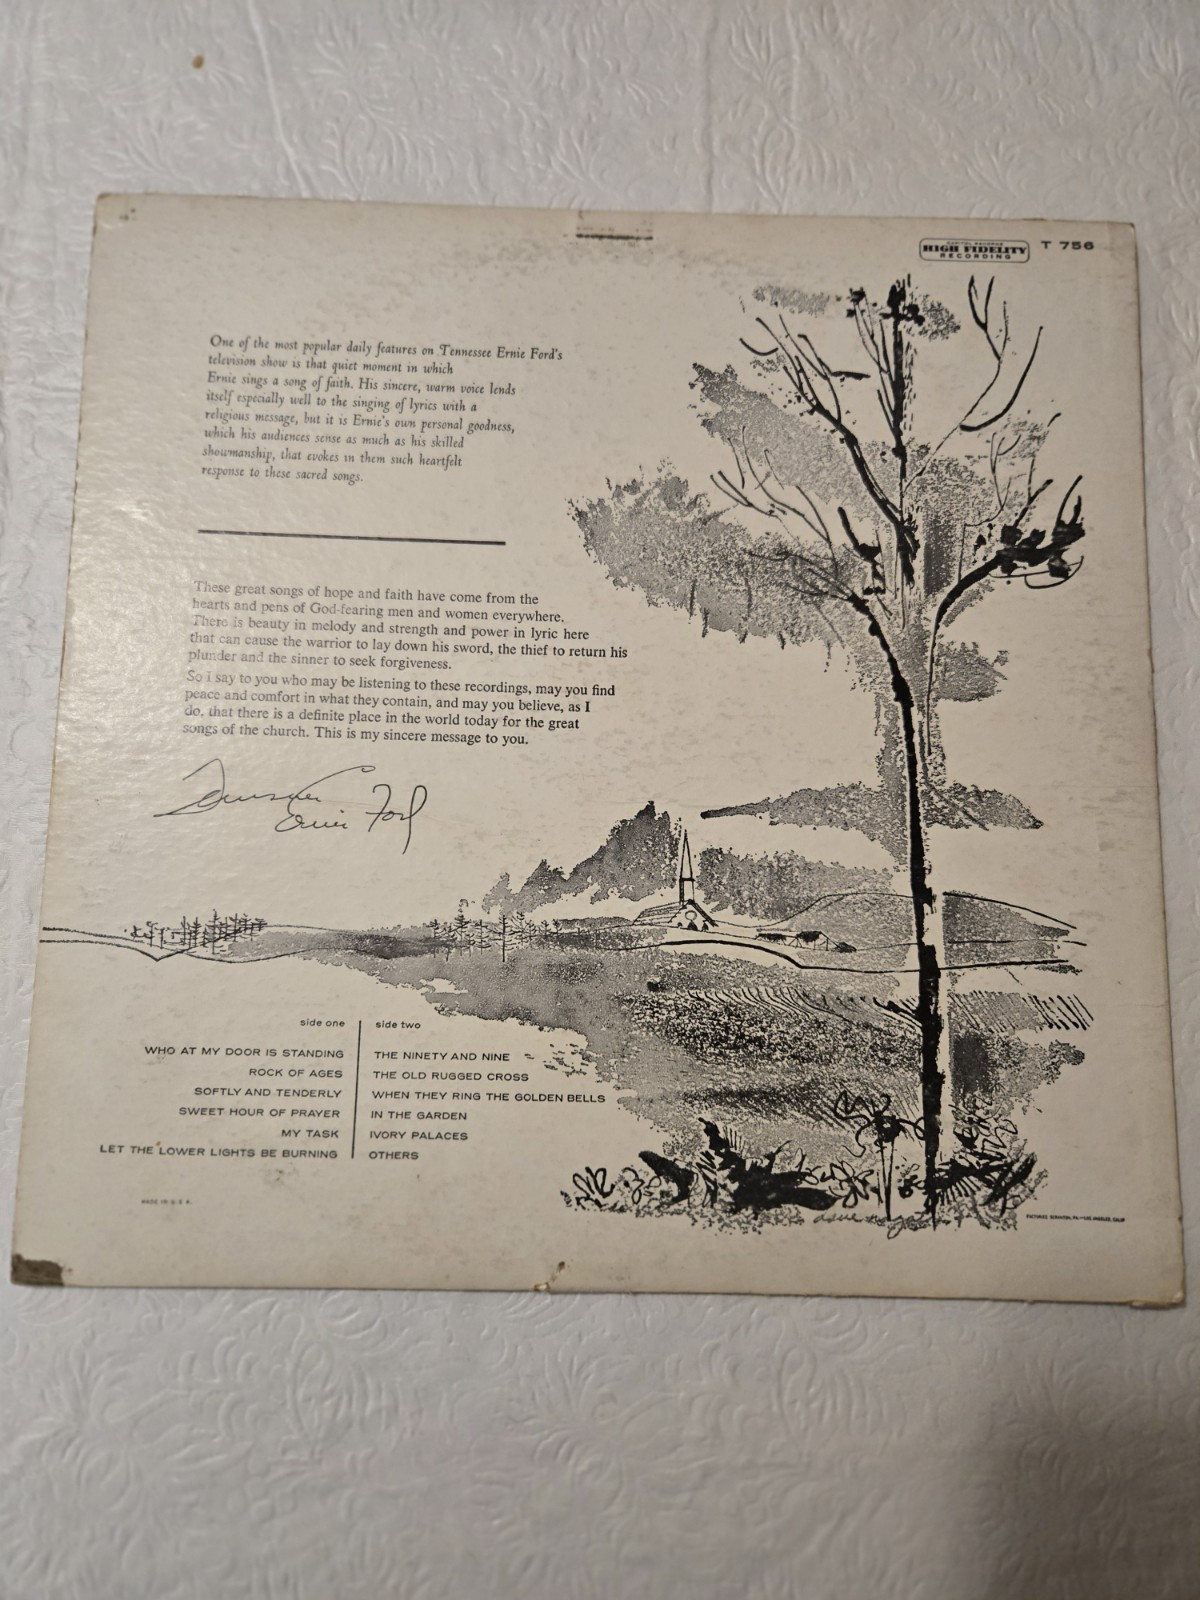 CAPITOL RECORDS
HIGH FIDELITY
RECORDING
T 756
One of the most popular daily features on Tennessee Ernie Ford's
television show is that quiet moment in which
Ernie sings a song of faith. His sincere, warm voice lends
itself especially well to the singing of lyrics with a
religious message, but it is Ernie's own personal goodness,
which his audiences sense as much as his skilled
showmanship, that evokes in them such heartfelt
response to these sacred songs.
These great songs of hope and faith have come from the
hearts and pens of God-fearing men and women everywhere.
There is beauty in melody and strength and power in lyric here
that can cause the warrior to lay down his sword, the thief to return his
plunder and the sinner to seek forgiveness.
So i say to you who may be listening to these recordings, may you find
peace and comfort in what they contain, and may you believe, as I
do, that there is a definite place in the world today for the great
songs of the church. This is my sincere message to you.
Tennessee
Ernie Ford
side one
WHO AT MY DOOR IS STANDING
ROCK OF AGES
SOFTLY AND TENDERLY
SWEET HOUR OF PRAYER
MY TASK
LET THE LOWER LIGHTS BE BURNING
side two
THE NINETY AND NINE
THE OLD RUGGED CROSS
WHEN THEY RING THE GOLDEN BELLS
IN THE GARDEN
IVORY PALACES
OTHERS
MADE IN U.S.A.